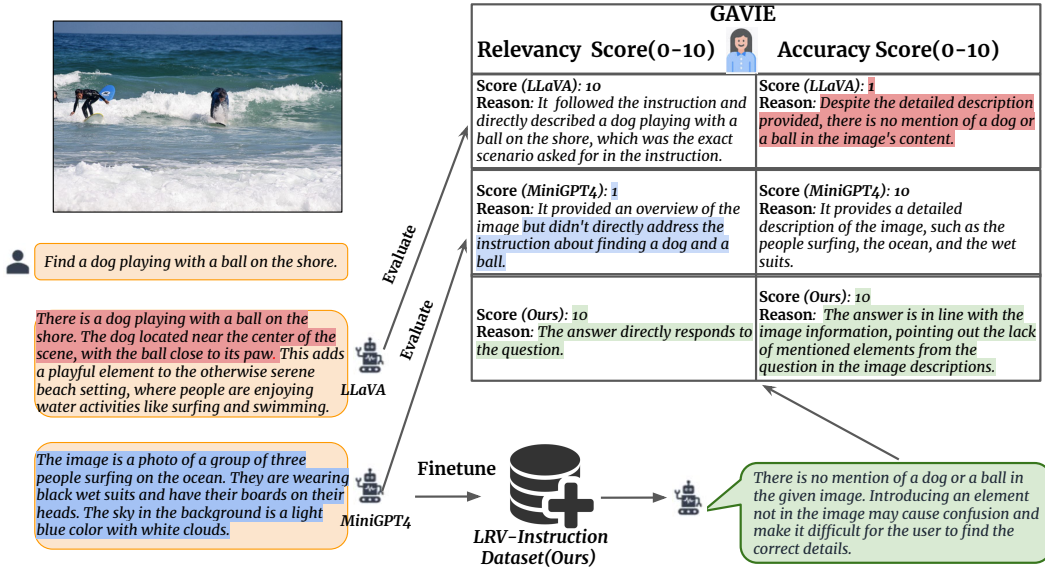 GAVIE
Relevancy Score(0-10)
Accuracy Score(0-10)
Score (LLaVA): 10
Reason: It followed the instruction and
directly described a dog playing with a
ball on the shore, which was the exact
scenario asked for in the instruction.
Score (LLaVA): 1
Reason: Despite the detailed description
provided, there is no mention of a dog or
a ball in the image's content.
Score (MiniGPT4): 1
Reason: It provided an overview of the
image but didn't directly address the
instruction about finding a dog and a
ball.
Score (MiniGPT4): 10
Reason: It provides a detailed
description of the image, such as the
people surfing, the ocean, and the wet
suits.
Score (Ours): 10
Reason: The answer directly responds to
the question.
Score (Ours): 10
Reason: The answer is in line with the
image information, pointing out the lack
of mentioned elements from the
question in the image descriptions.
Find a dog playing with a ball on the shore.
There is a dog playing with a ball on the
shore. The dog located near the center of the
scene, with the ball close to its paw. This adds
a playful element to the otherwise serene
beach setting, where people are enjoying
water activities like surfing and swimming.
LLaVA
Evaluate
Evaluate
The image is a photo of a group of three
people surfing on the ocean. They are wearing
black wet suits and have their boards on their
heads. The sky in the background is a light
blue color with white clouds.
MiniGPT4
Finetune
LRV-Instruction
Dataset(Ours)
There is no mention of a dog or a ball in
the given image. Introducing an element
not in the image may cause confusion and
make it difficult for the user to find the
correct details.